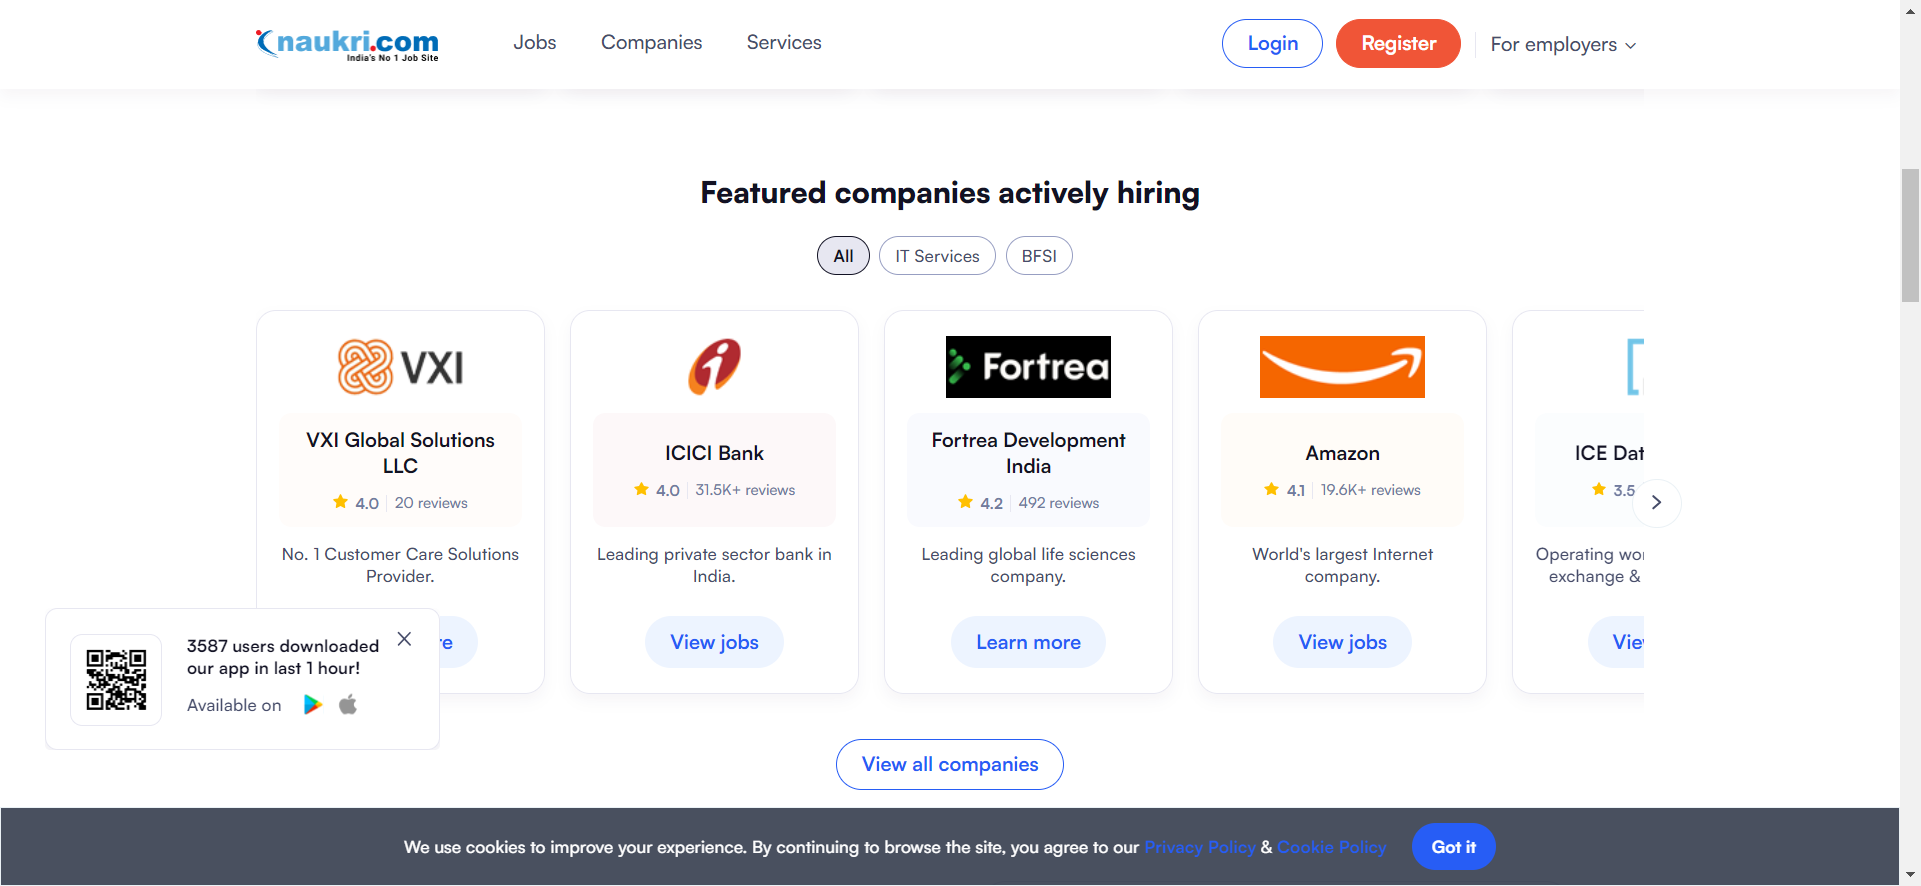 naukri.com
India's No 1 Job Site
Jobs
Companies
Services
Login
Register
For employers
Featured companies actively hiring
All
IT Services
BFSI
VXI
VXI Global Solutions
LLC
4.0
20 reviews
No. 1 Customer Care Solutions
Provider.
re
ICICI Bank
4.0
31.5K+ reviews
Leading private sector bank in
India.
View jobs
Fortrea
Fortrea Development
India
4.2
492 reviews
Leading global life sciences
company.
Learn more
Amazon
4.1
19.6K+ reviews
World's largest Internet
company.
View jobs
ICE Dat
3.5
Operating
exchange &
3587 users downloaded
our app in last 1 hour!
Available on
View all companies
We use cookies to improve your experience. By continuing to browse the site, you agree to our Privacy Policy & Cookie Policy
Got it